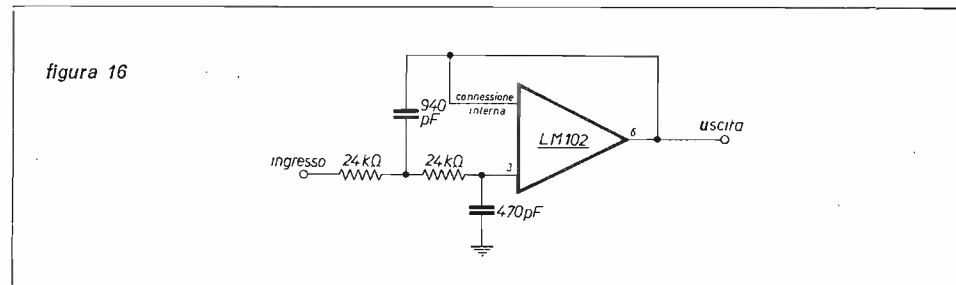 figura 16
940
pF
connessione
interna
LM102
6
uscita
ingresso
24kΩ
24kΩ
3
470pF